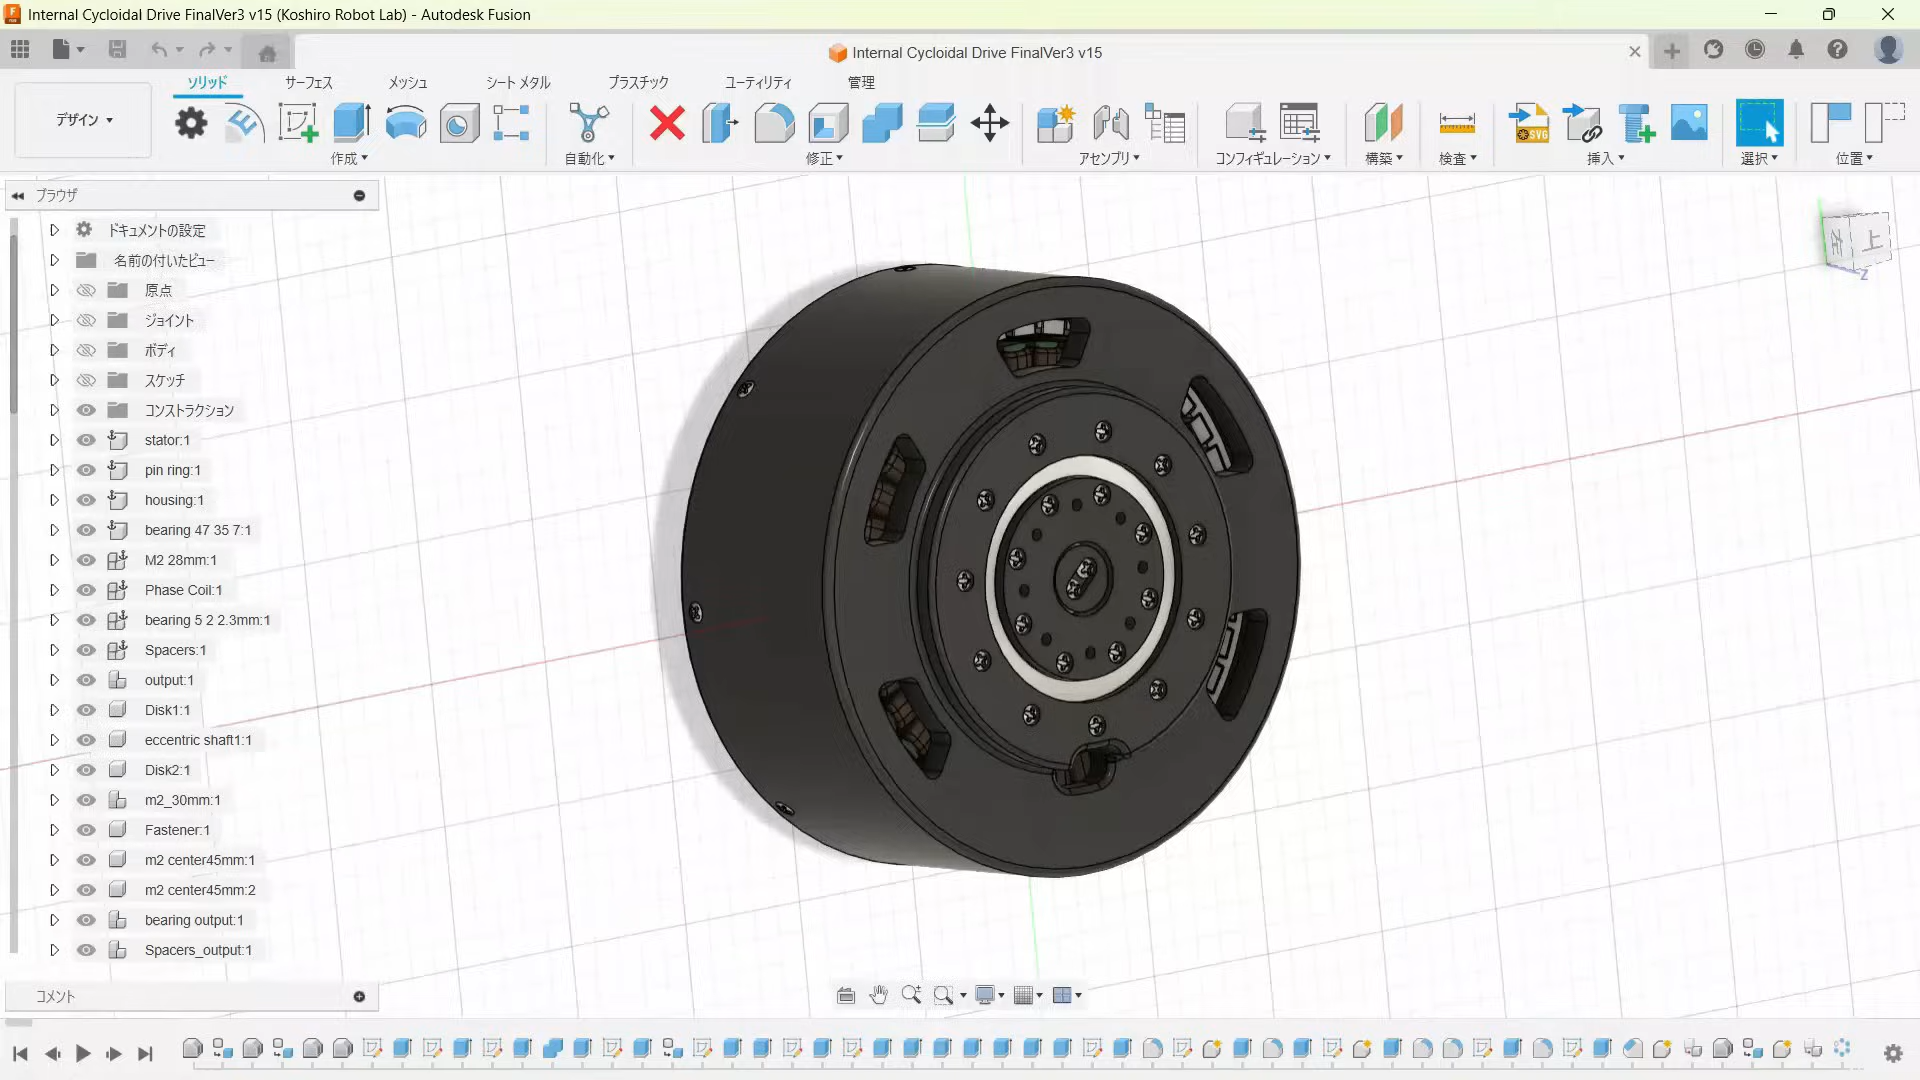 Internal Cycloidal Drive FinalVer3 v15 (Koshiro Robot Lab) - Autodesk Fusion
Internal Cycloidal Drive FinalVer3 v15
ソリッド サーフェス メッシュ シート メタル プラスチック ユーティリティ 管理
デザイン
作成 自動化 修正 アセンブリ コンフィギュレーション 構築 検査 挿入 選択 位置
SVG
ブラウザ
ドキュメントの設定
名前の付いたビュー
原点
ジョイント
ボディ
スケッチ
コンストラクション
stator:1
pin ring:1
housing:1
bearing 47 35 7:1
M2 28mm:1
Phase Coil:1
bearing 5 2 2.3mm:1
Spacers:1
output:1
Disk1:1
eccentric shaft1:1
Disk2:1
m2_30mm:1
Fastener:1
m2 center45mm:1
m2 center45mm:2
bearing output:1
Spacers_output:1
上
Z
コメント